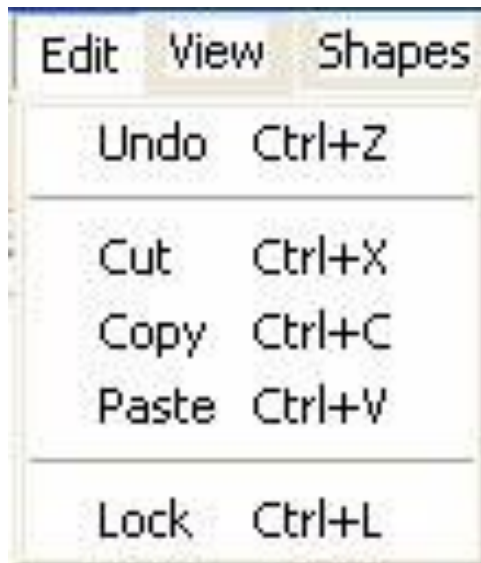 Edit View Shapes
Undo Ctrl+Z
Cut Ctrl+X
Copy Ctrl+C
Paste Ctrl+V
Lock Ctrl+L